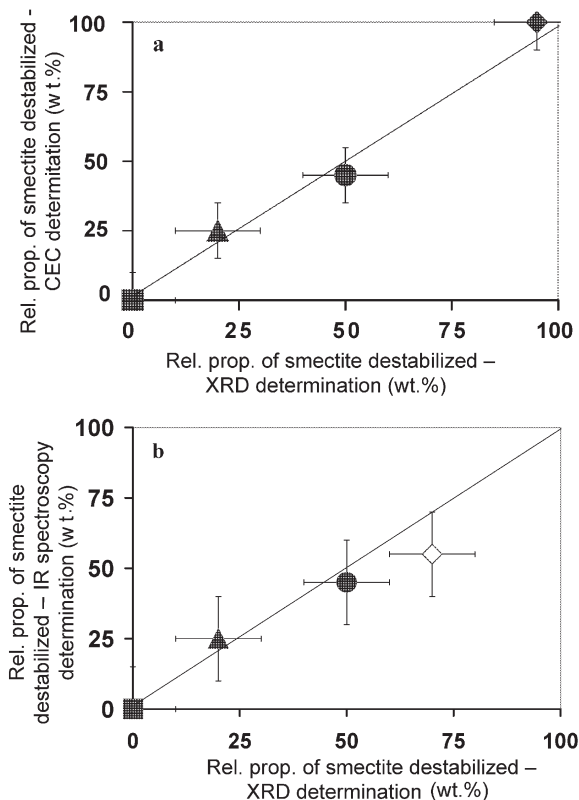 Rel. prop. of smectite destabilized -
CEC determitation (wt.%)
a
100
75
50
25
0
0 25 50 75 100
Rel. prop. of smectite destabilized –
XRD determination (wt.%)
Rel. prop. of smectite
destabilized – IR spectroscopy
determination (wt.%)
b
100
75
50
25
0
0 25 50 75 100
Rel. prop. of smectite destabilized –
XRD determination (wt.%)